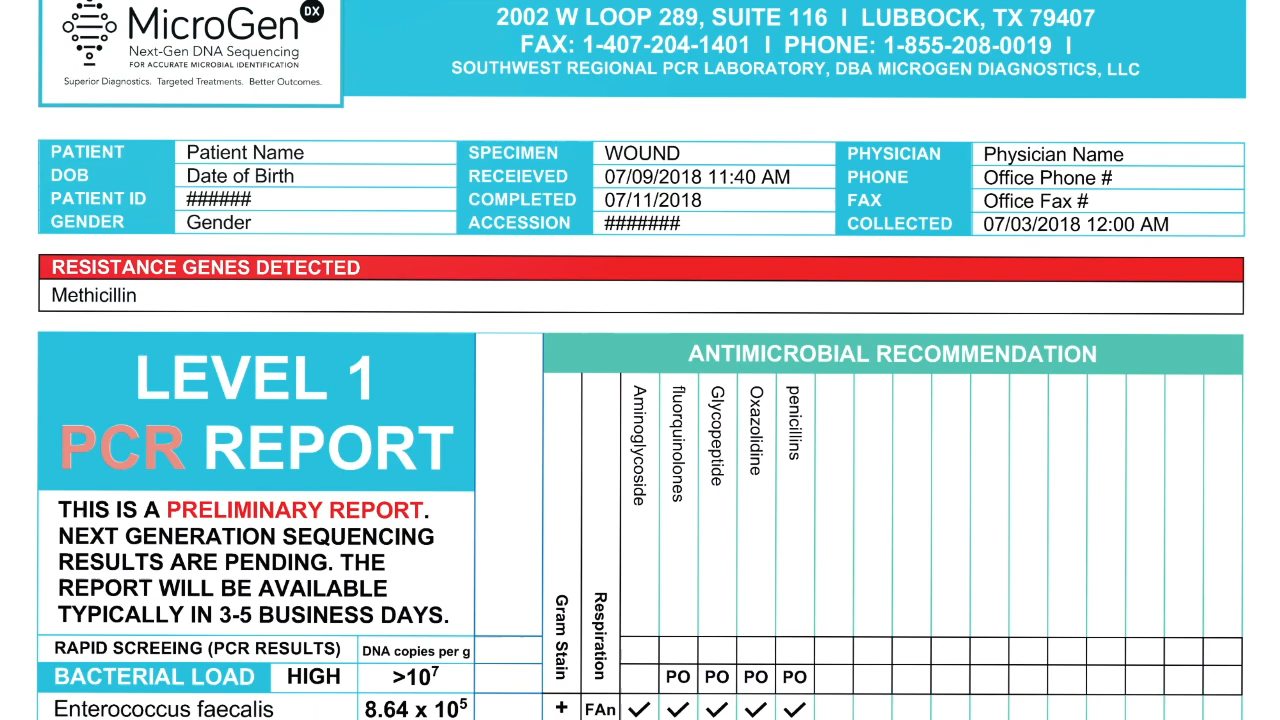 MicroGen DX
Next-Gen DNA Sequencing
FOR ACCURATE MICROBIAL IDENTIFICATION
Superior Diagnostics. Targeted Treatments. Better Outcomes.
2002 W LOOP 289, SUITE 116 I LUBBOCK, TX 79407
FAX: 1-407-204-1401 I PHONE: 1-855-208-0019 I
SOUTHWEST REGIONAL PCR LABORATORY, DBA MICROGEN DIAGNOSTICS, LLC
PATIENT Patient Name SPECIMEN WOUND PHYSICIAN Physician Name
DOB Date of Birth RECEIEVED 07/09/2018 11:40 AM PHONE Office Phone #
PATIENT ID ###### COMPLETED 07/11/2018 FAX Office Fax #
GENDER Gender ACCESSION ####### COLLECTED 07/03/2018 12:00 AM
RESISTANCE GENES DETECTED
Methicillin
LEVEL 1
PCR REPORT
THIS IS A PRELIMINARY REPORT.
NEXT GENERATION SEQUENCING
RESULTS ARE PENDING. THE
REPORT WILL BE AVAILABLE
TYPICALLY IN 3-5 BUSINESS DAYS.
ANTIMICROBIAL RECOMMENDATION
Gram Stain
Respiration
Aminoglycoside
fluorquinolones
Glycopeptide
Oxazolidine
penicillins
RAPID SCREEING (PCR RESULTS) DNA copies per g
BACTERIAL LOAD HIGH >10⁷ PO PO PO PO
Enterococcus faecalis 8.64 x 10⁵ + FAn ✓ ✓ ✓ ✓ ✓